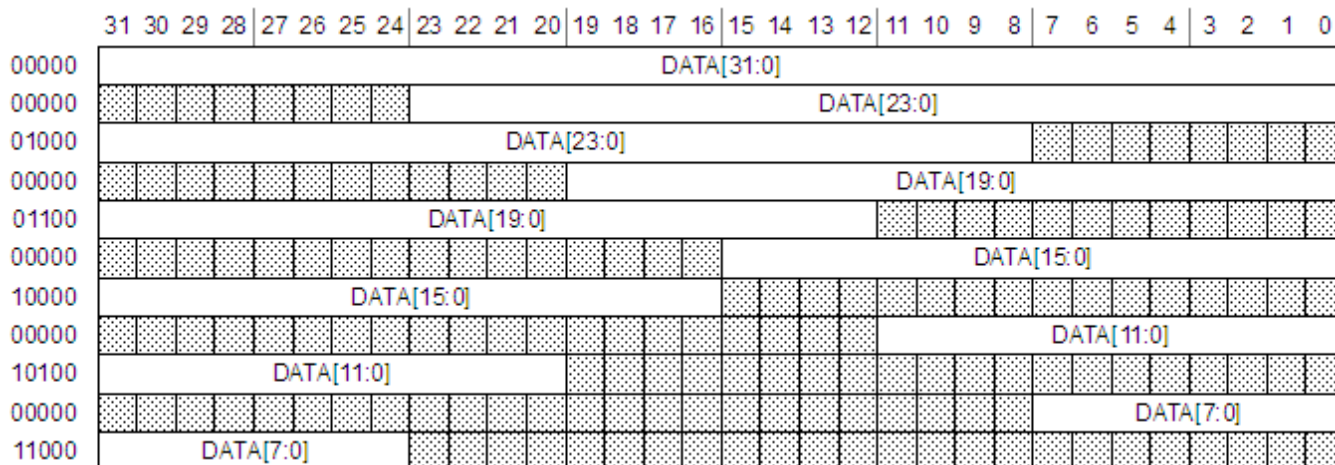 31 30 29 28 27 26 25 24 23 22 21 20 19 18 17 16 15 14 13 12 11 10 9 8 7 6 5 4 3 2 1 0
00000 DATA[31:0]
00000 DATA[23:0]
01000 DATA[23:0]
00000 DATA[19:0]
01100 DATA[19:0]
00000 DATA[15:0]
10000 DATA[15:0]
00000 DATA[11:0]
10100 DATA[11:0]
00000 DATA[7:0]
11000 DATA[7:0]